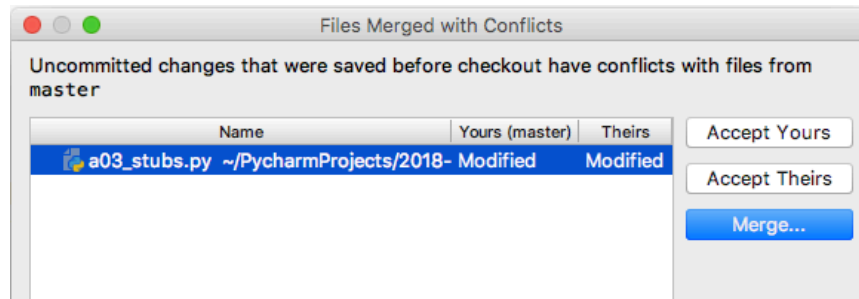 Files Merged with Conflicts
Uncommitted changes that were saved before checkout have conflicts with files from
master
Name Yours (master) Theirs
a03_stubs.py ~/PycharmProjects/2018- Modified Modified
Accept Yours
Accept Theirs
Merge...